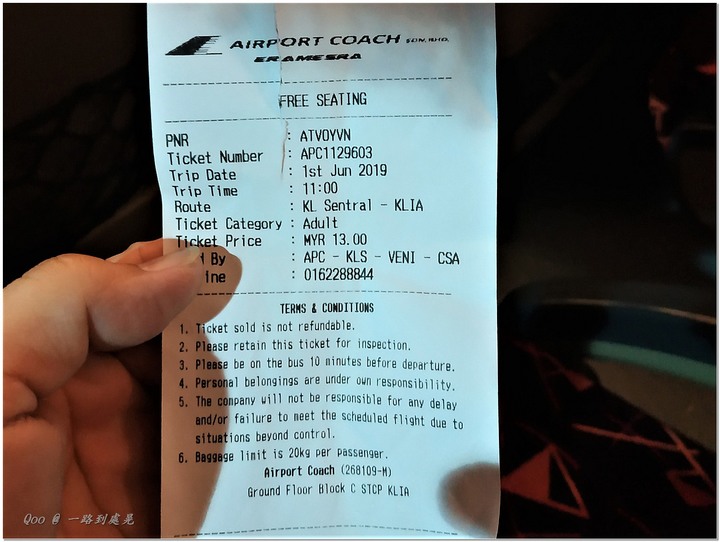 AIRPORT COACH SDN. BHD.
ERAMESRA
FREE SEATING
PNR : ATVOYVN
Ticket Number : APC1129603
Trip Date : 1st Jun 2019
Trip Time : 11:00
Route : KL Sentral - KLIA
Ticket Category : Adult
Ticket Price : MYR 13.00
By : APC - KLS - VENI - CSA
ine : 0162288844
TERMS & CONDITIONS
1. Ticket sold is not refundable.
2. Please retain this ticket for inspection.
3. Please be on the bus 10 minutes before departure.
4. Personal belongings are under own responsibility.
5. The company will not be responsible for any delay
and/or failure to meet the scheduled flight due to
situations beyond control.
6. Baggage limit is 20kg per passenger.
Airport Coach (268109-M)
Ground Floor Block C STCP KLIA
Qoo 一路到處晃